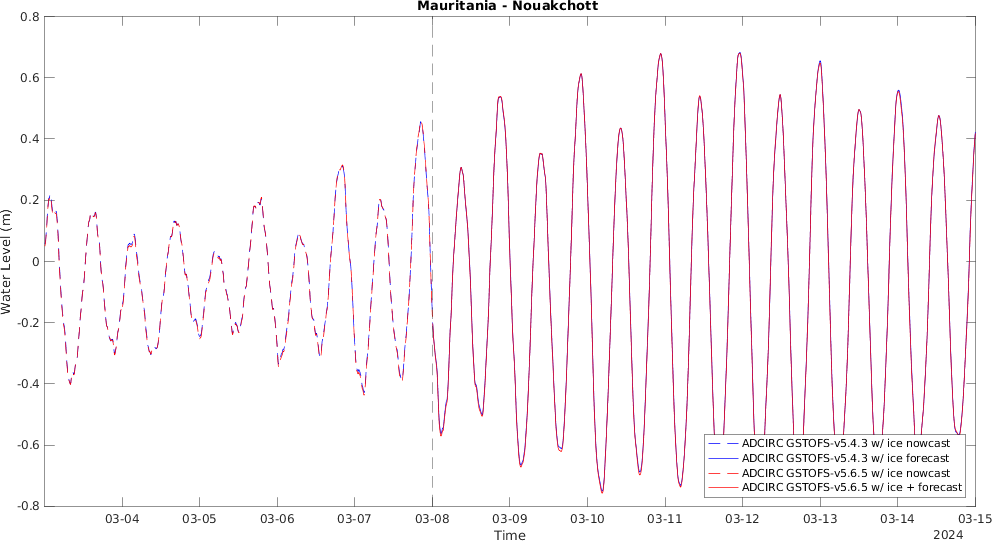 Mauritania - Nouakchott
0.8
0.6
0.4
0.2
0
-0.2
-0.4
-0.6
-0.8
Water Level (m)
ADCIRC GSTOFS-v5.4.3 w/ ice nowcast
ADCIRC GSTOFS-v5.4.3 w/ ice forecast
ADCIRC GSTOFS-v5.6.5 w/ ice nowcast
ADCIRC GSTOFS-v5.6.5 w/ ice + forecast
03-04 03-05 03-06 03-07 03-08 03-09 03-10 03-11 03-12 03-13 03-14 03-15
Time
2024